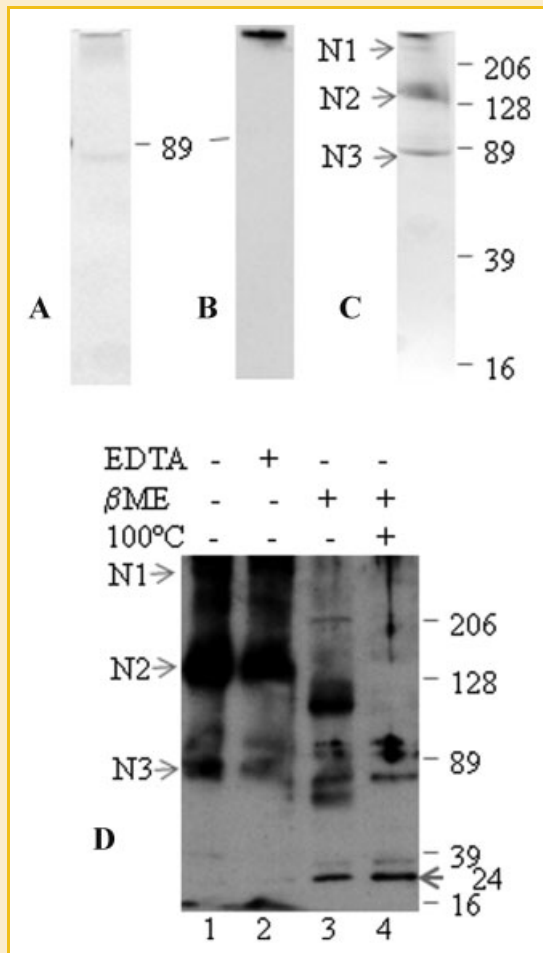 N1
206
N2
128
A
89
B
N3
89
C
39
16
EDTA - + - -
βME - - + +
100°C - - - +
N1
206
N2
128
N3
89
D
39
24
16
1 2 3 4